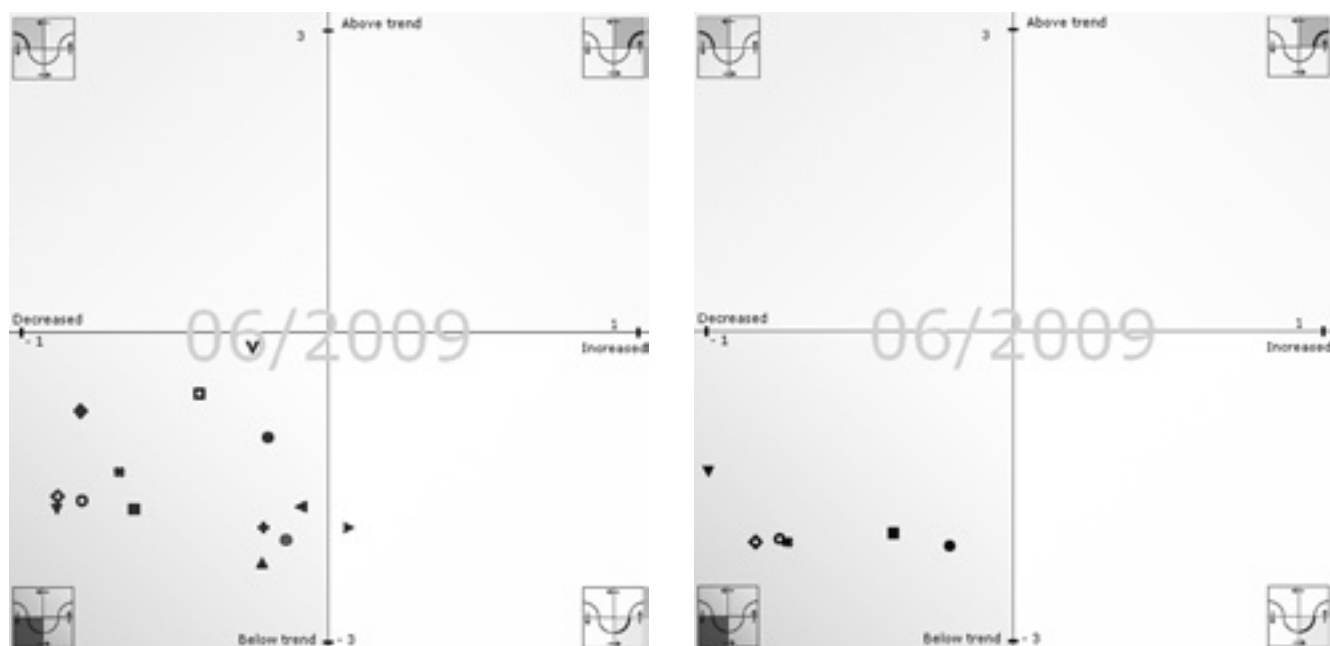 Above trend
3
Decreased
- 1
06/2009
1
Increased
Below trend
- 3
Above trend
3
Decreased
- 1
06/2009
1
Increased
Below trend
- 3